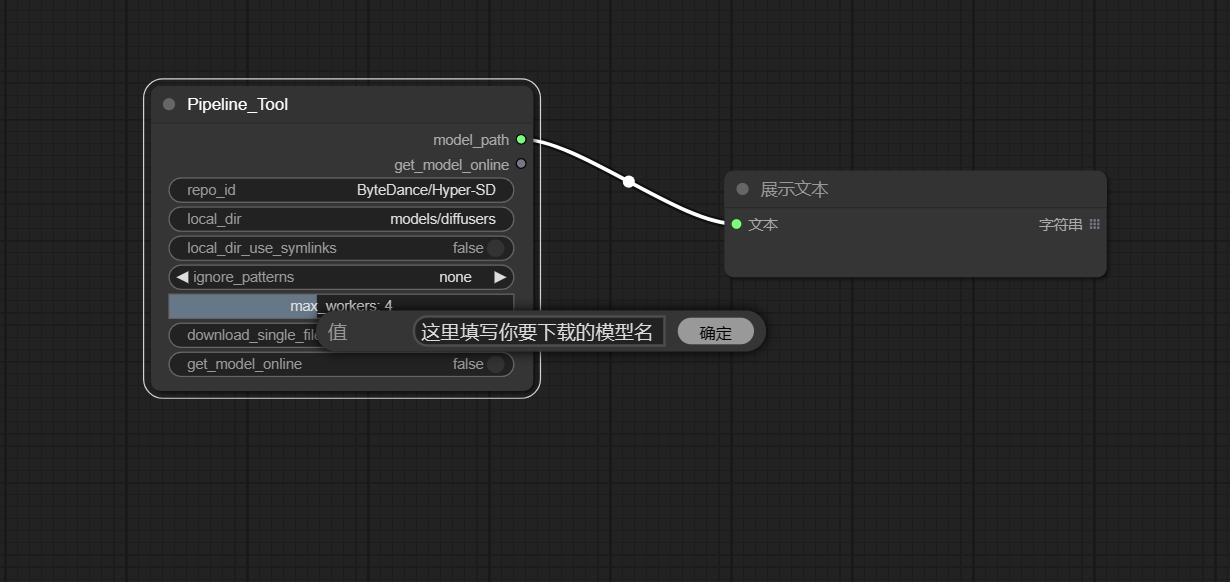 Pipeline_Tool
model_path
get_model_online
repo_id ByteDance/Hyper-SD
local_dir models/diffusers
local_dir_use_symlinks false
ignore_patterns none
max_workers: 4
download_single_file
值 这里填写你要下载的模型名 确定
get_model_online false
展示文本
文本 字符串